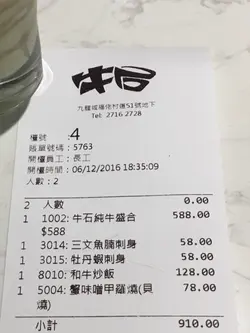 牛石
九龍城福佬村道51號地下
Tel: 2716 2728
檯號 :4
賬單號碼 : 5763
開檯員工 : 長工
開檯時間 : 06/12/2016 18:35:09
人數 : 2
2 人數 0.00
1 1002: 牛石純牛盛合 588.00
$588
1 3014: 三文魚腩刺身 58.00
1 3015: 牡丹蝦刺身 58.00
1 8010: 和牛炒飯 128.00
1 5004: 蟹味噌甲羅燒(貝 78.00
燒)
小計 910.00